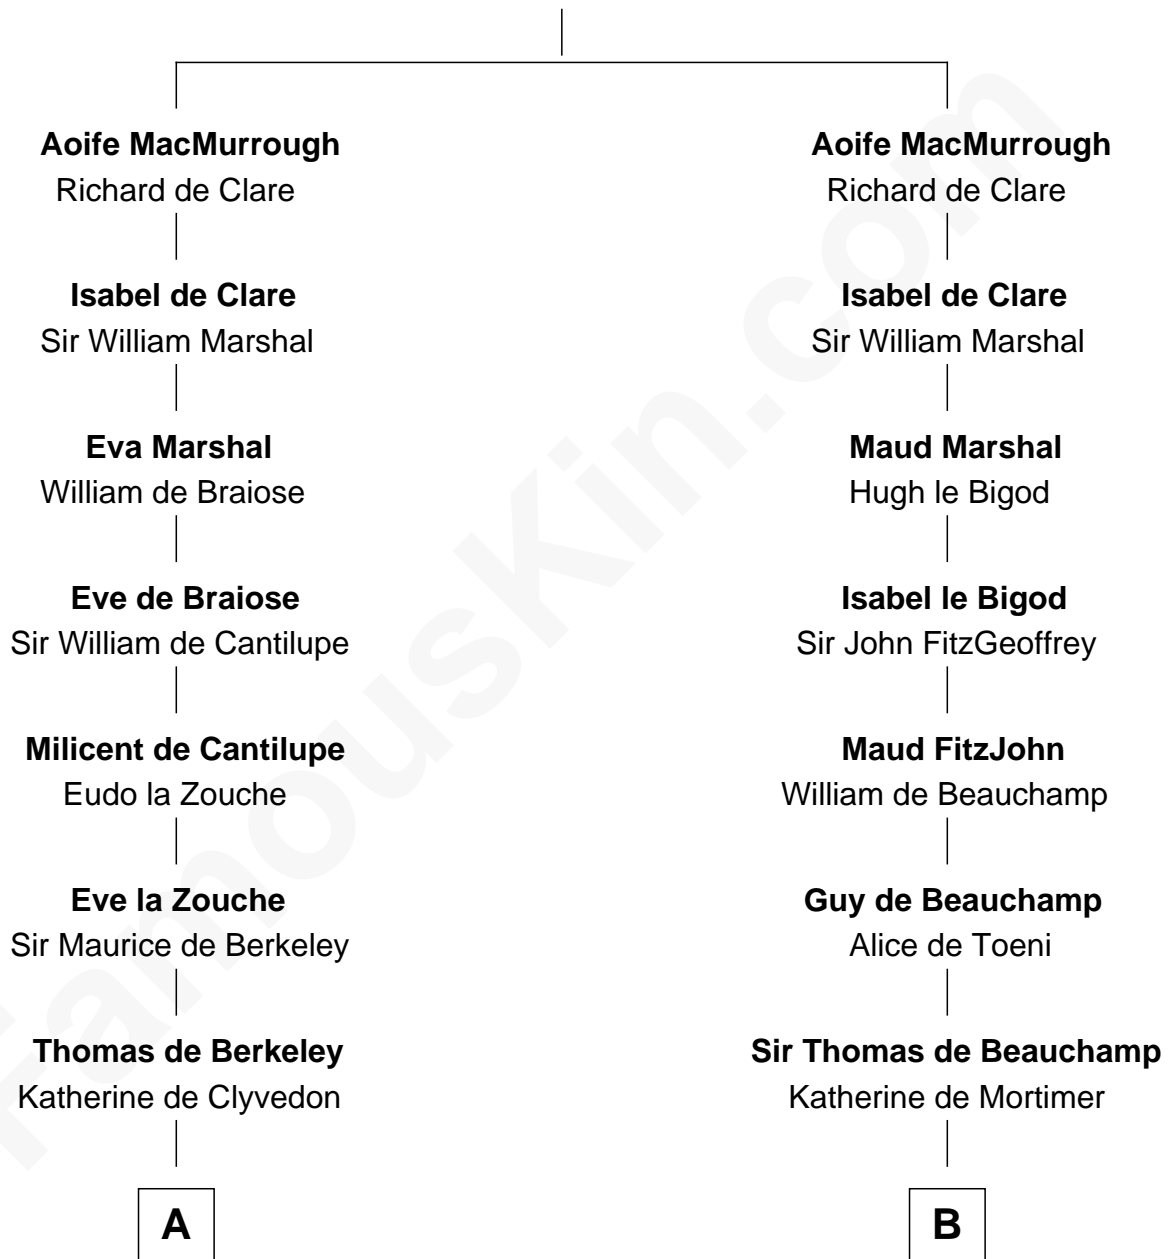 Aoife MacMurrough
Richard de Clare
Isabel de Clare
Sir William Marshal
Eva Marshal
William de Braiose
Eve de Braiose
Sir William de Cantilupe
Milicent de Cantilupe
Eudo la Zouche
Eve la Zouche
Sir Maurice de Berkeley
Thomas de Berkeley
Katherine de Clyvedon
A
Aoife MacMurrough
Richard de Clare
Isabel de Clare
Sir William Marshal
Maud Marshal
Hugh le Bigod
Isabel le Bigod
Sir John FitzGeoffrey
Maud FitzJohn
William de Beauchamp
Guy de Beauchamp
Alice de Toeni
Sir Thomas de Beauchamp
Katherine de Mortimer
B
FamousKin.com